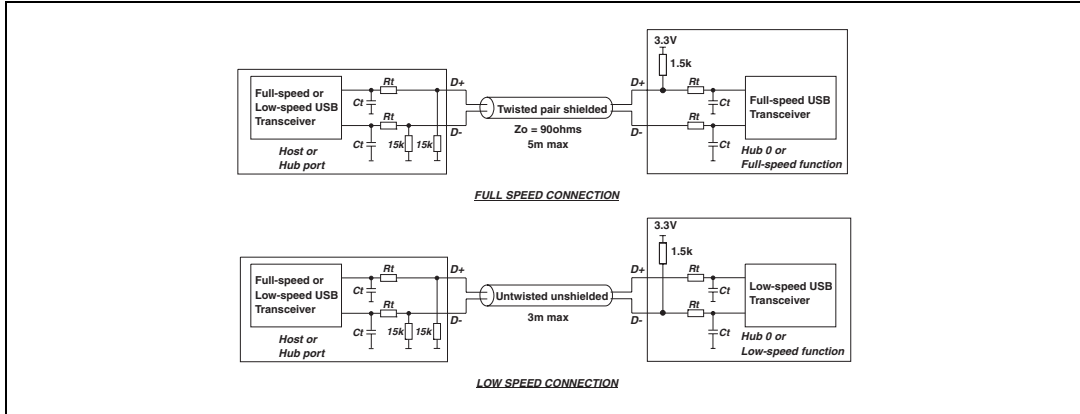 3.3V
1.5k
Full-speed or
Low-speed USB
Transceiver
Rt
Ct
Rt
Ct
15k
15k
D+
D-
Host or
Hub port
Twisted pair shielded
Zo = 90ohms
5m max
D+
D-
Rt
Ct
Rt
Ct
Full-speed USB
Transceiver
Hub 0 or
Full-speed function
FULL SPEED CONNECTION
3.3V
1.5k
Full-speed or
Low-speed USB
Transceiver
Rt
Ct
Rt
Ct
15k
15k
D+
D-
Host or
Hub port
Untwisted unshielded
3m max
D+
D-
Rt
Ct
Rt
Ct
Low-speed USB
Transceiver
Hub 0 or
Low-speed function
LOW SPEED CONNECTION